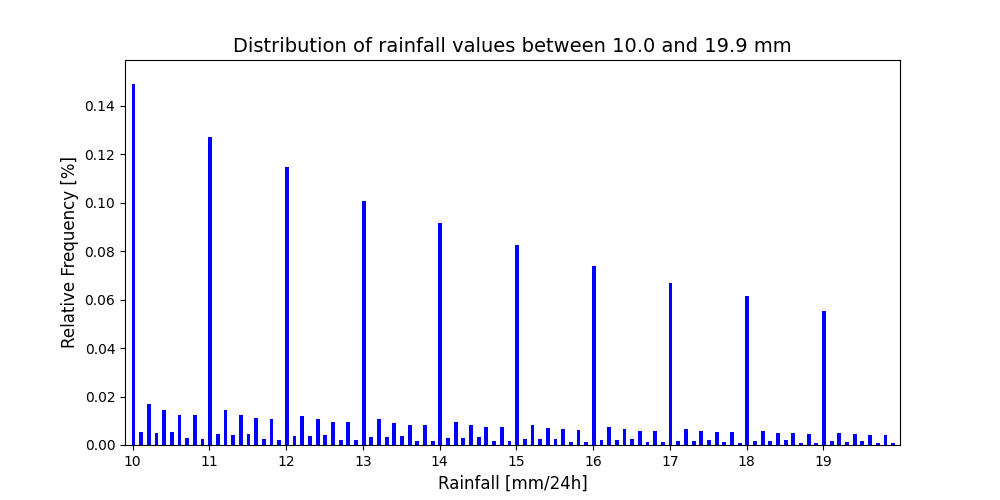 Distribution of rainfall values between 10.0 and 19.9 mm
Relative Frequency [%]
0.14
0.12
0.10
0.08
0.06
0.04
0.02
0.00
10 11 12 13 14 15 16 17 18 19
Rainfall [mm/24h]